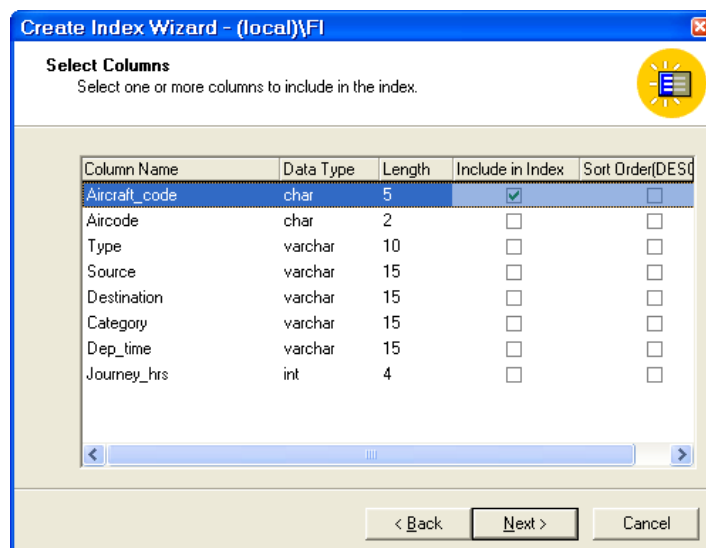 Create Index Wizard - (local)\FI
Select Columns
Select one or more columns to include in the index.
Column Name Data Type Length Include in Index Sort Order(DESC
Aircraft_code char 5
Aircode char 2
Type varchar 10
Source varchar 15
Destination varchar 15
Category varchar 15
Dep_time varchar 15
Journey_hrs int 4
< Back Next > Cancel